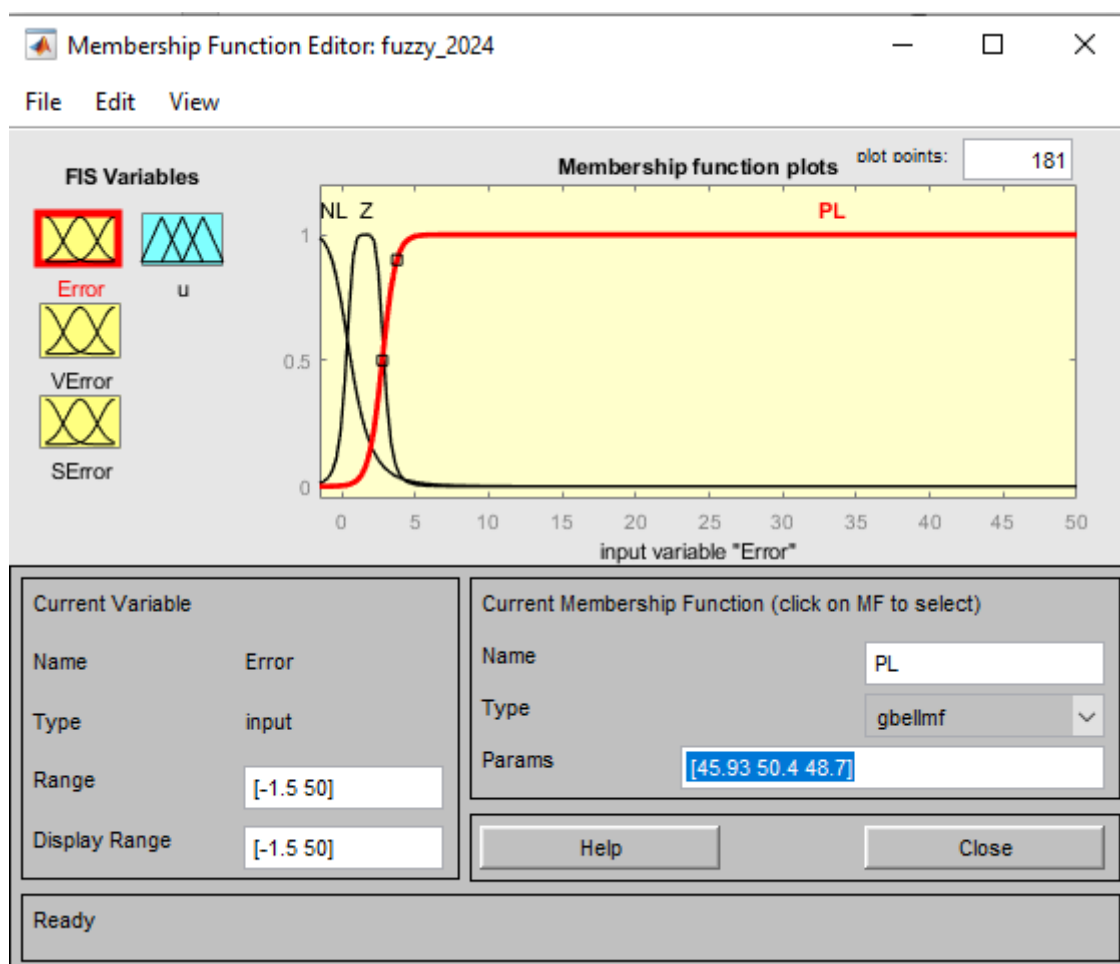 Membership Function Editor: fuzzy_2024
File Edit View
FIS Variables
Membership function plots
plot points:
181
NL Z
PL
1
0.5
0
Error
u
VError
SError
0 5 10 15 20 25 30 35 40 45 50
input variable "Error"
Current Variable
Name Error
Type input
Range [-1.5 50]
Display Range [-1.5 50]
Current Membership Function (click on MF to select)
Name PL
Type gbellmf
Params [45.93 50.4 48.7]
Help
Close
Ready